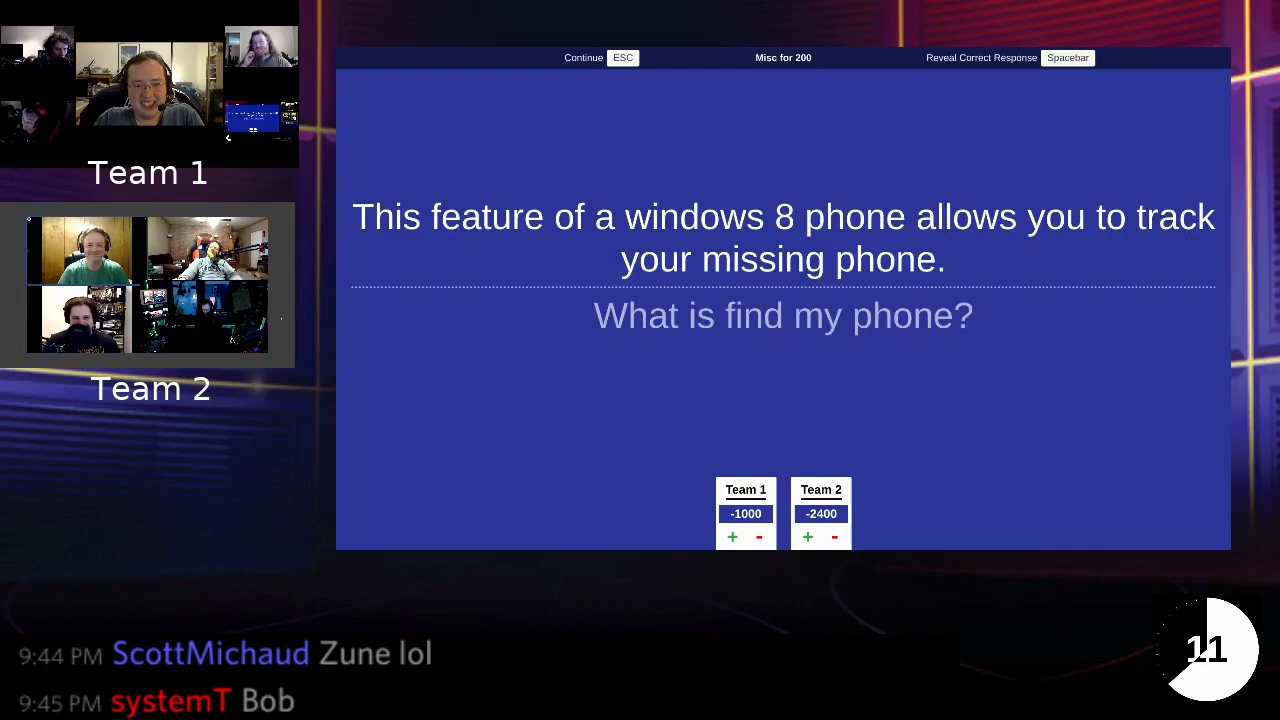 Continue ESC
Misc for 200
Reveal Correct Response Spacebar
This feature of a windows 8 phone allows you to track
your missing phone.
What is find my phone?
Team 1
Team 2
Team 1
-1000
+ -
Team 2
-2400
+ -
9:44 PM ScottMichaud Zune lol
9:45 PM systemT Bob
11